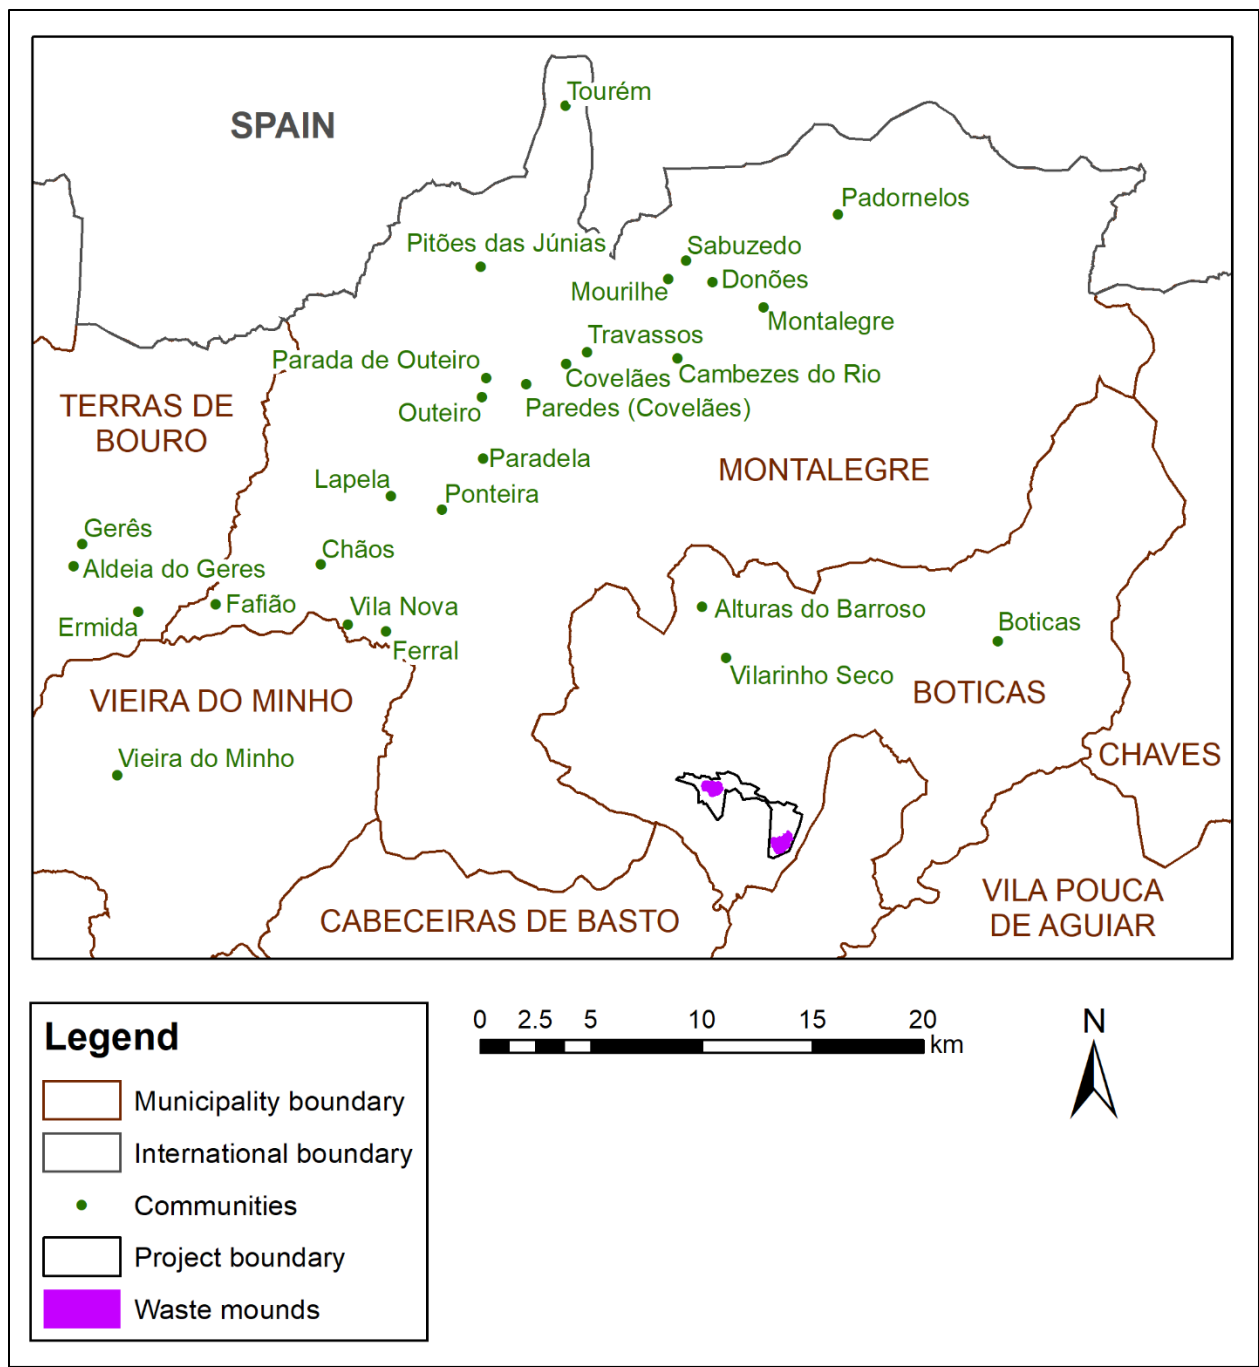 Tourém
SPAIN
Padornelos
Pitões das Júnias
Sabuzedo
Mourilhe
Donões
Montalegre
Travassos
Parada de Outeiro
Covelães
Cambezes do Rio
TERRAS DE
BOURO
Outeiro
Paredes (Covelães)
Paradela
MONTALEGRE
Lapela
Ponteira
Gerês
Chãos
Aldeia do Geres
Fafião
Vila Nova
Alturas do Barroso
Ermida
Boticas
Ferral
Vilarinho Seco
VIEIRA DO MINHO
BOTICAS
Vieira do Minho
CHAVES
CABECEIRAS DE BASTO
VILA POUCA
DE AGUIAR
Legend
Municipality boundary
International boundary
Communities
Project boundary
Waste mounds
0 2.5 5 10 15 20
km
N